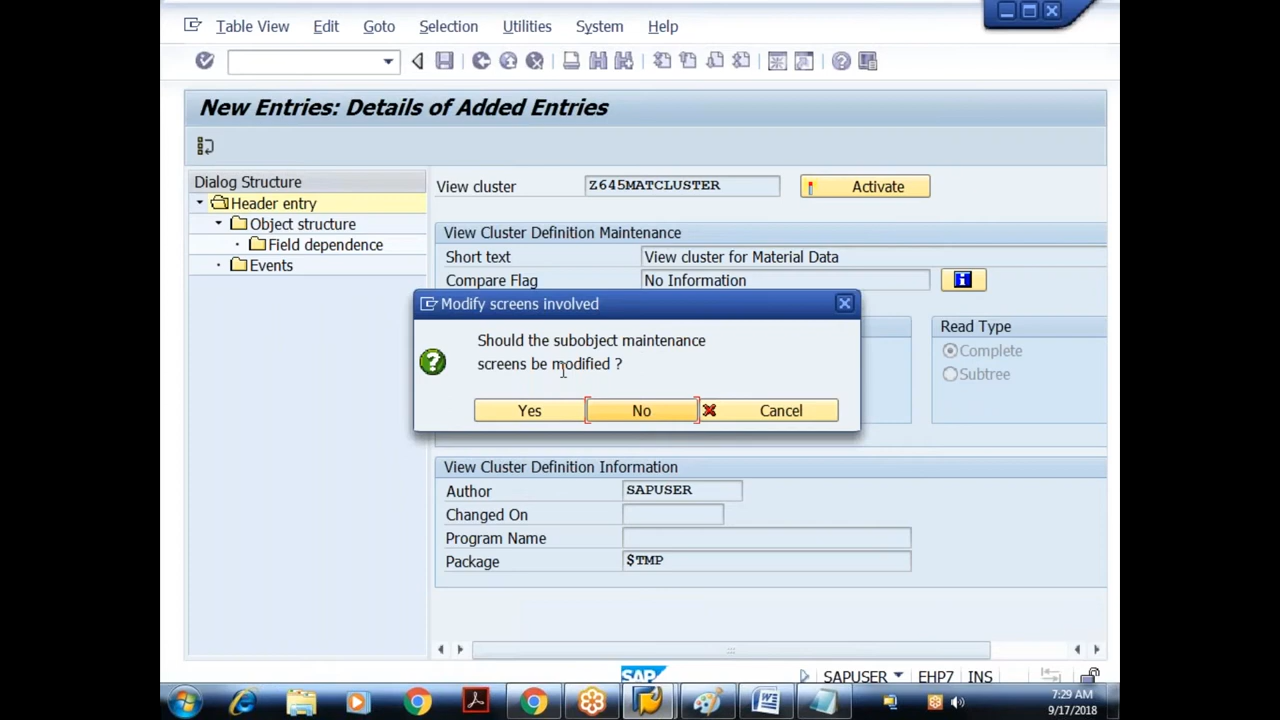 Table View Edit Goto Selection Utilities System Help
New Entries: Details of Added Entries
Dialog Structure
Header entry
Object structure
Field dependence
Events
View cluster Z645MATCLUSTER Activate
View Cluster Definition Maintenance
Short text View cluster for Material Data
Compare Flag No Information
Read Type
Complete
Subtree
Modify screens involved
Should the subobject maintenance
screens be modified ?
Yes No Cancel
View Cluster Definition Information
Author SAPUSER
Changed On
Program Name
Package $TMP
SAP SAPUSER EHP7 INS
7:29 AM
9/17/2018